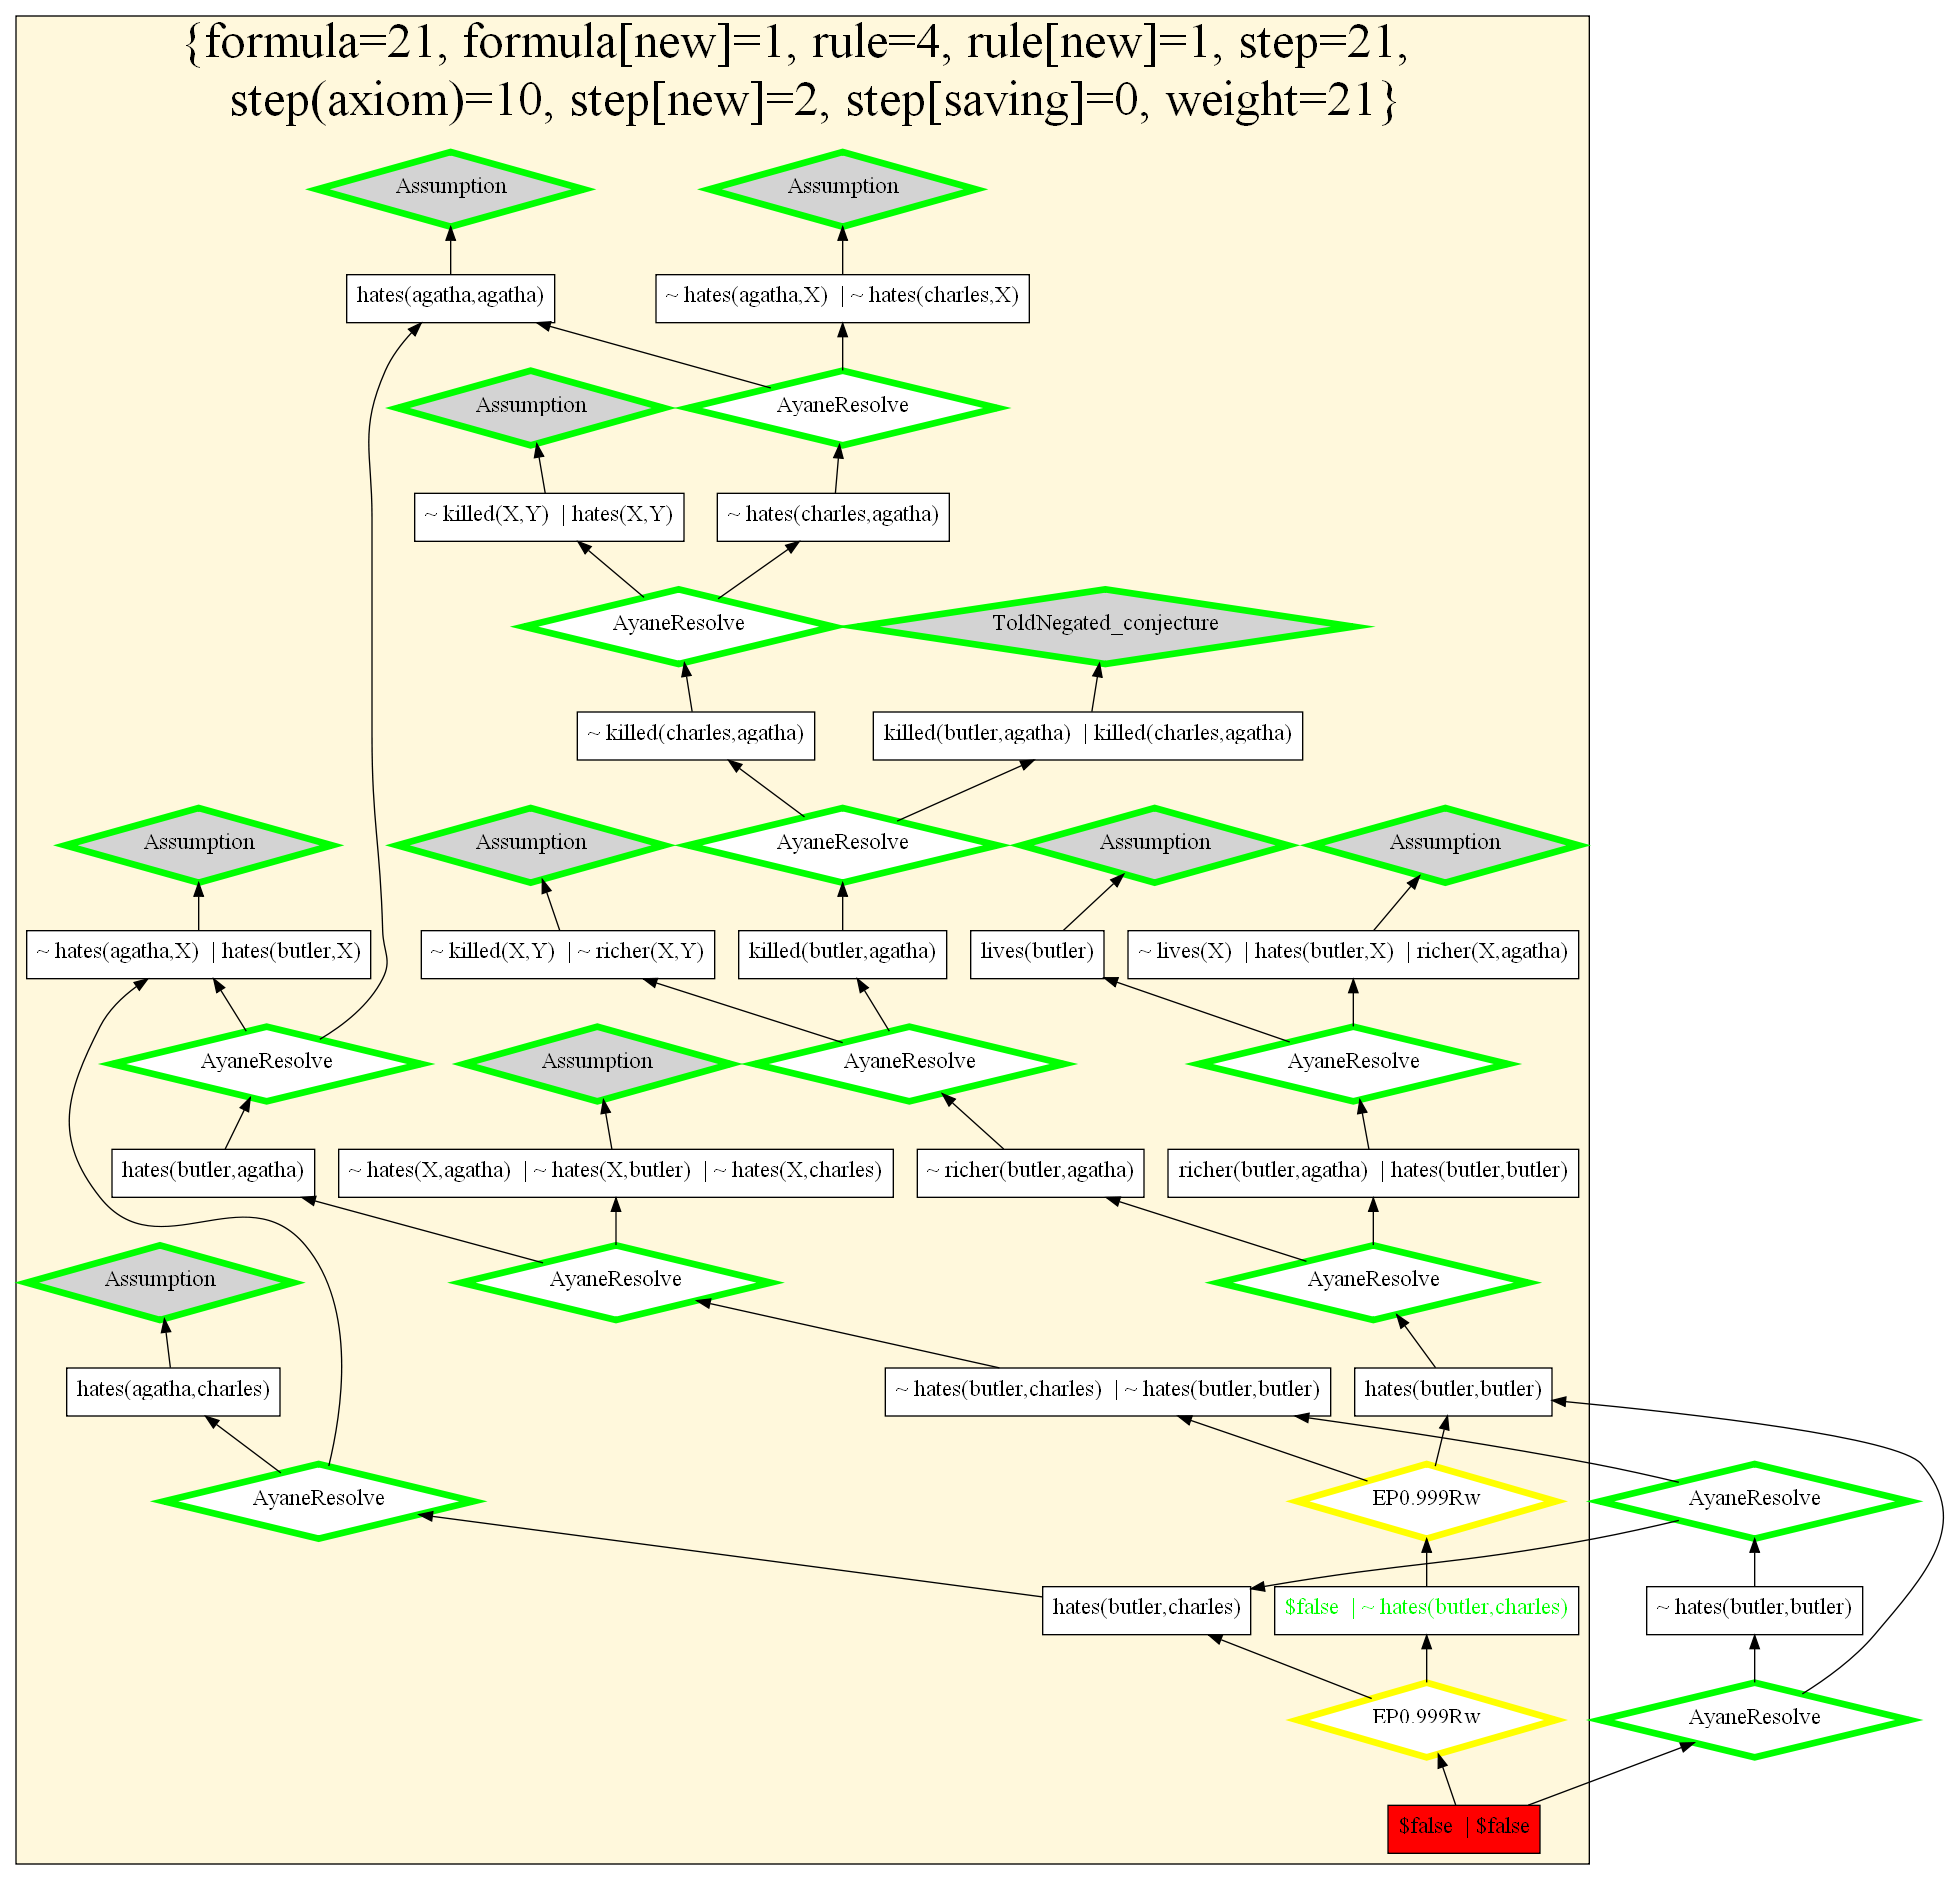 {formula=21, formula[new]=1, rule=4, rule[new]=1, step=21,
step(axiom)=10, step[new]=2, step[saving]=0, weight=21}
Assumption
Assumption
hates(agatha,agatha)
~ hates(agatha,X) | ~ hates(charles,X)
Assumption
AyaneResolve
~ killed(X,Y) | hates(X,Y)
~ hates(charles,agatha)
AyaneResolve
ToldNegated_conjecture
~ killed(charles,agatha)
killed(butler,agatha) | killed(charles,agatha)
Assumption
Assumption
AyaneResolve
Assumption
Assumption
~ hates(agatha,X) | hates(butler,X)
~ killed(X,Y) | ~ richer(X,Y)
killed(butler,agatha)
lives(butler)
~ lives(X) | hates(butler,X) | richer(X,agatha)
AyaneResolve
Assumption
AyaneResolve
AyaneResolve
hates(butler,agatha)
~ hates(X,agatha) | ~ hates(X,butler) | ~ hates(X,charles)
~ richer(butler,agatha)
richer(butler,agatha) | hates(butler,butler)
Assumption
AyaneResolve
AyaneResolve
hates(agatha,charles)
~ hates(butler,charles) | ~ hates(butler,butler)
hates(butler,butler)
AyaneResolve
EP0.999Rw
AyaneResolve
hates(butler,charles)
$false | ~ hates(butler,charles)
~ hates(butler,butler)
EP0.999Rw
AyaneResolve
$false | $false